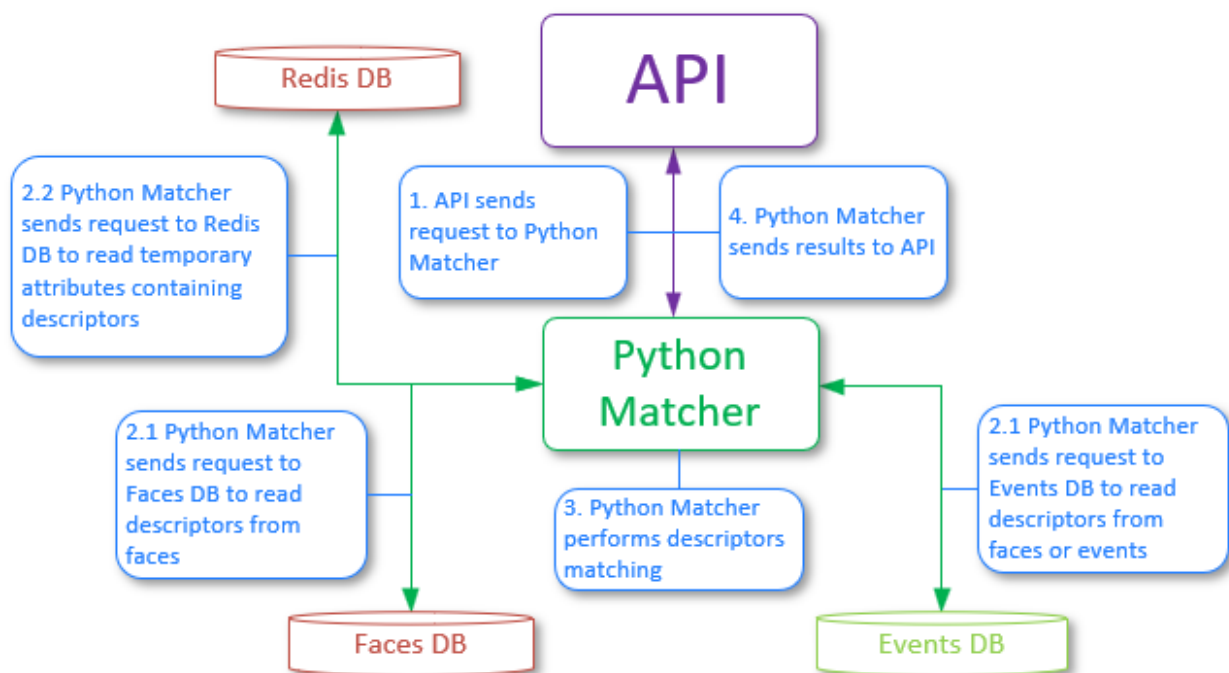 Redis DB
API
2.2 Python Matcher
sends request to Redis
DB to read temporary
attributes containing
descriptors
1. API sends
request to Python
Matcher
4. Python Matcher
sends results to API
Python
Matcher
2.1 Python Matcher
sends request to
Faces DB to read
descriptors from
faces
3. Python Matcher
performs descriptors
matching
2.1 Python Matcher
sends request to
Events DB to read
descriptors from
faces or events
Faces DB
Events DB